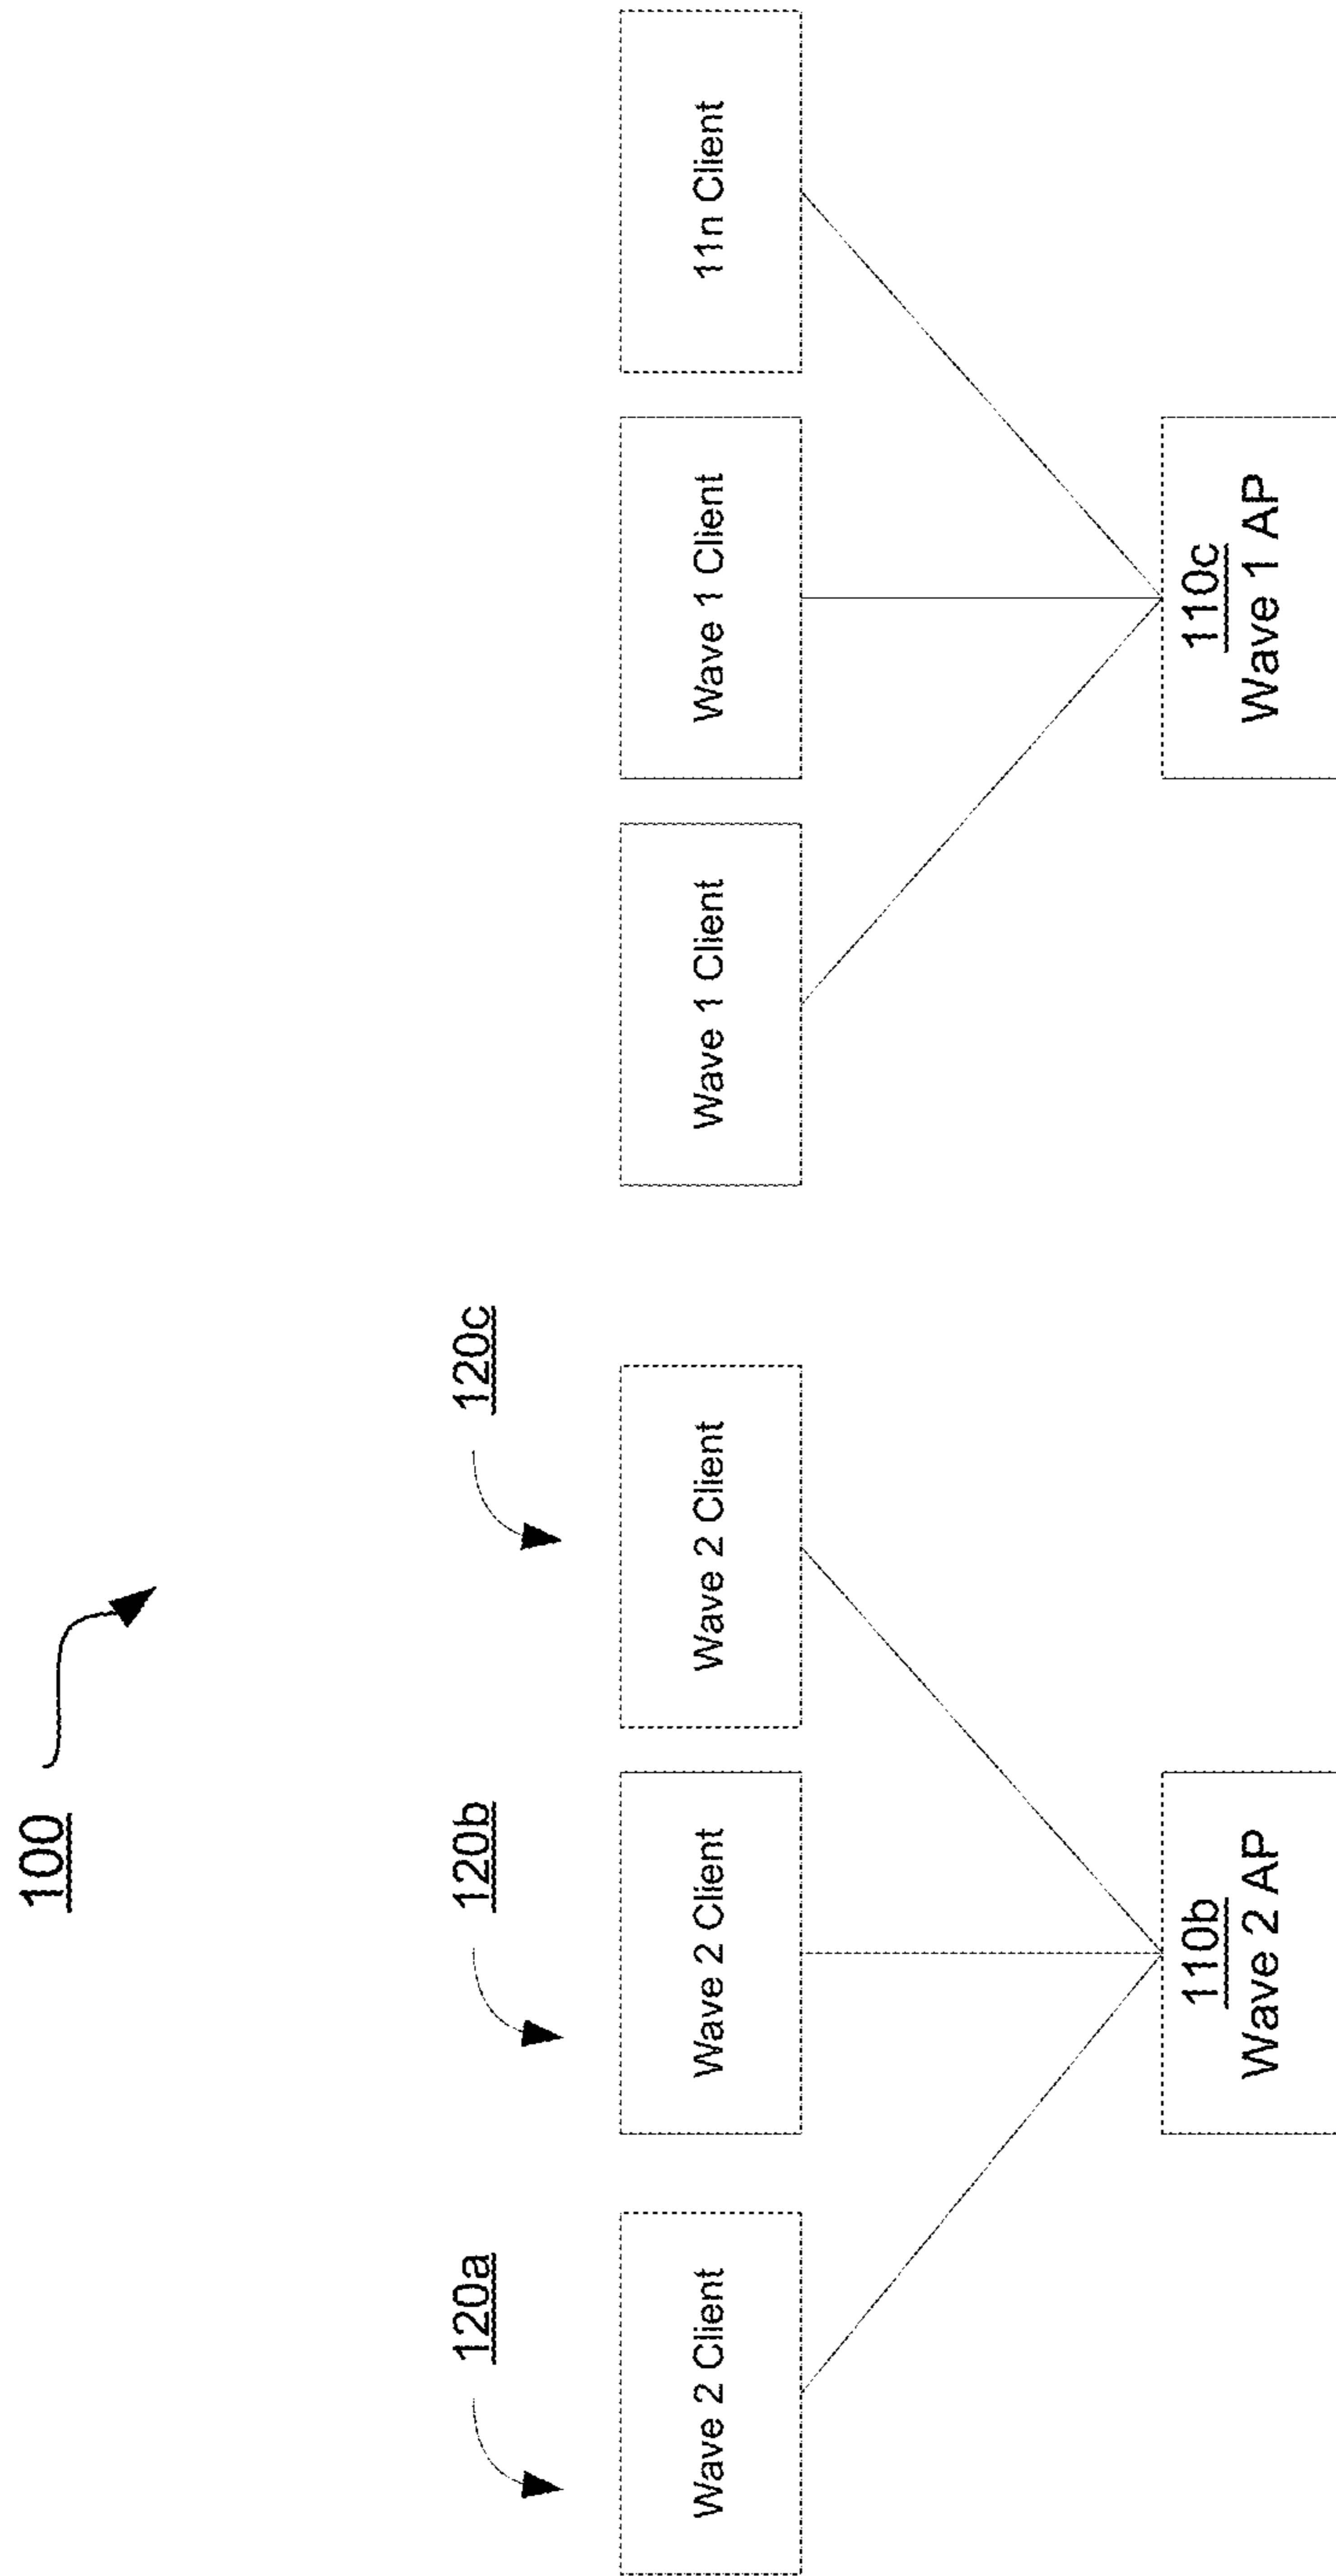 100
120a
120b
120c
Wave 2 Client
Wave 2 Client
Wave 2 Client
Wave 1 Client
Wave 1 Client
11n Client
110b
Wave 2 AP
110c
Wave 1 AP